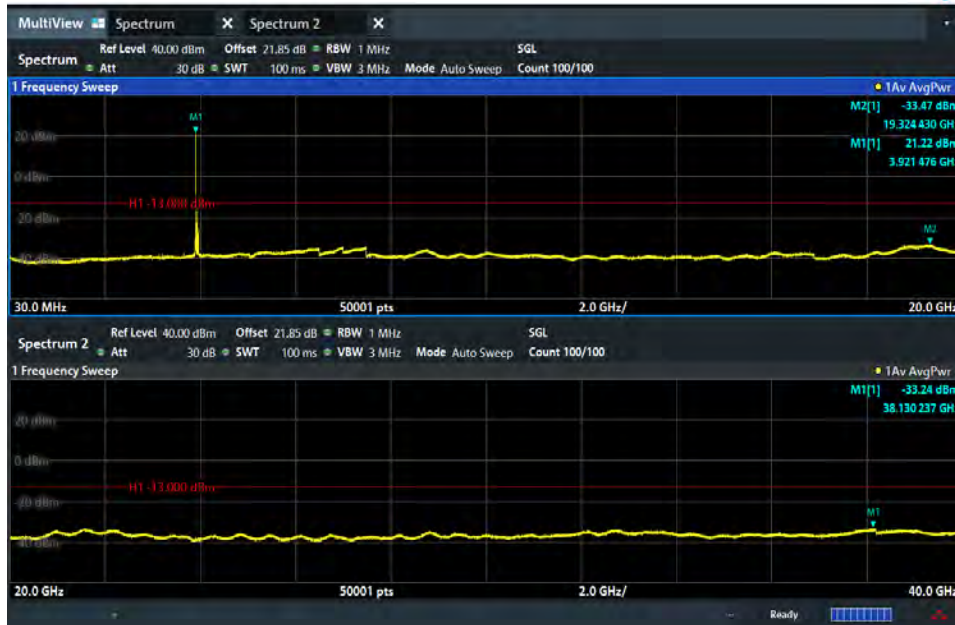 MultiView Spectrum X Spectrum 2 X
Spectrum Ref Level 40.00 dBm Offset 21.85 dB RBW 1 MHz SGL
Att 30 dB SWT 100 ms VBW 3 MHz Mode Auto Sweep Count 100/100
1 Frequency Sweep 1Av AvgPwr
M2[1] -33.47 dBm
19.324 430 GH
M1[1] 21.22 dBm
3.921 476 GH
M1
20 dBm
0 dBm
H1 -13.000 dBm
-20 dBm
M2
-40 dBm
30.0 MHz 50001 pts 2.0 GHz/ 20.0 GHz
Spectrum 2 Ref Level 40.00 dBm Offset 21.85 dB RBW 1 MHz SGL
Att 30 dB SWT 100 ms VBW 3 MHz Mode Auto Sweep Count 100/100
1 Frequency Sweep 1Av AvgPwr
M1[1] -33.24 dBm
38.130 237 GH
20 dBm
0 dBm
H1 -13.000 dBm
-20 dBm
M1
-40 dBm
20.0 GHz 50001 pts 2.0 GHz/ 40.0 GHz
Ready